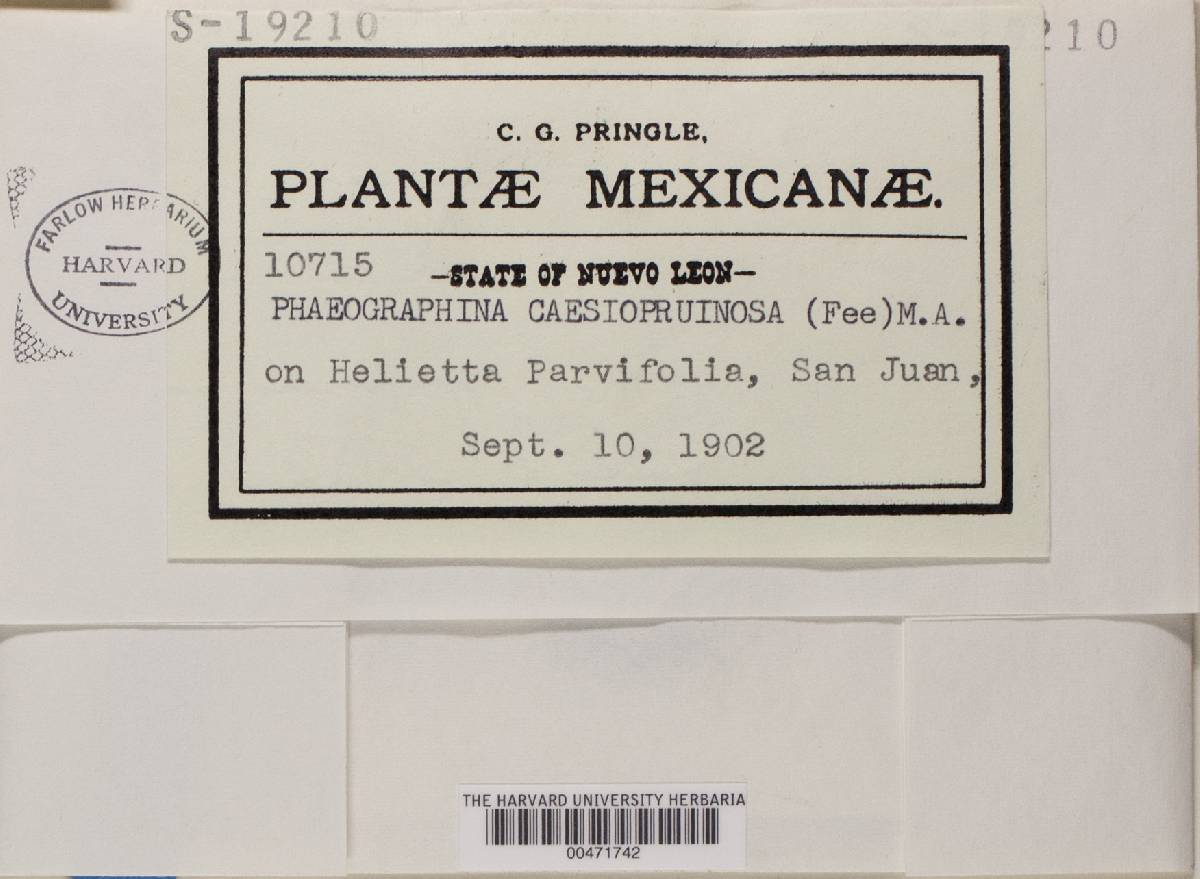 S-19210
210
C. G. PRINGLE,
PLANTÆ MEXICANÆ.
10715 —STATE OF NUEVO LEON—
PHAEOGRAPHINA CAESIOPRUINOSA (Fee)M.A.
on Helietta Parvifolia, San Juan,
Sept. 10, 1902
FARLOW HERBARIUM
HARVARD
UNIVERSITY
THE HARVARD UNIVERSITY HERBARIA
00471742